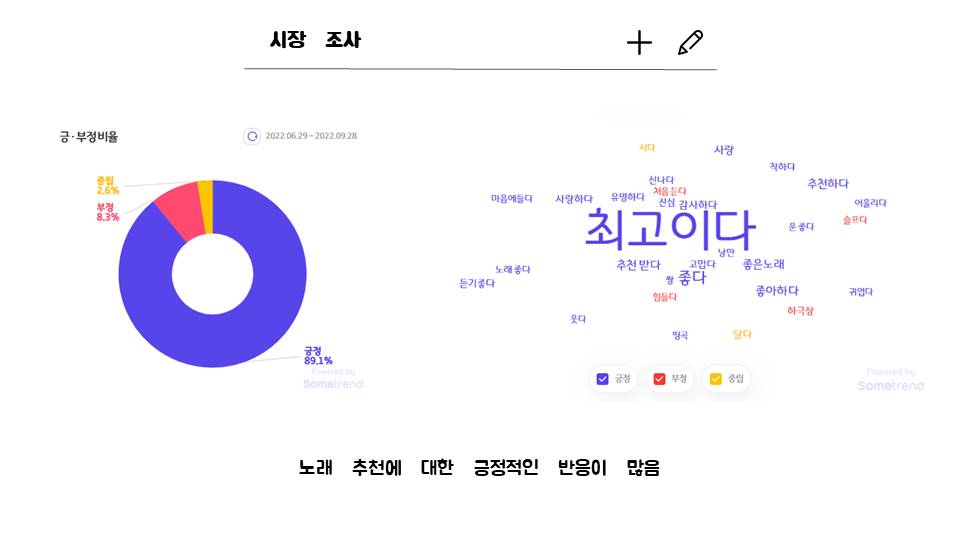 시장 조사
긍·부정 비율
2022.06.29 ~ 2022.09.28
중립
2.6%
부정
8.3%
긍정
89.1%
Powered by
Sometrend
시다
사랑
착하다
신나다
추천하다
처음 듣다
마음에들다
사랑하다
유명하다
진심
감사하다
어울리다
최고이다
슬프다
운 좋다
낭만
추천 받다
고맙다
좋은노래
노래 좋다
짱
좋다
듣기좋다
힘들다
좋아하다
귀엽다
하극상
웃다
띵곡
달다
긍정
부정
중립
Powered by
Sometrend
노래 추천에 대한 긍정적인 반응이 많음